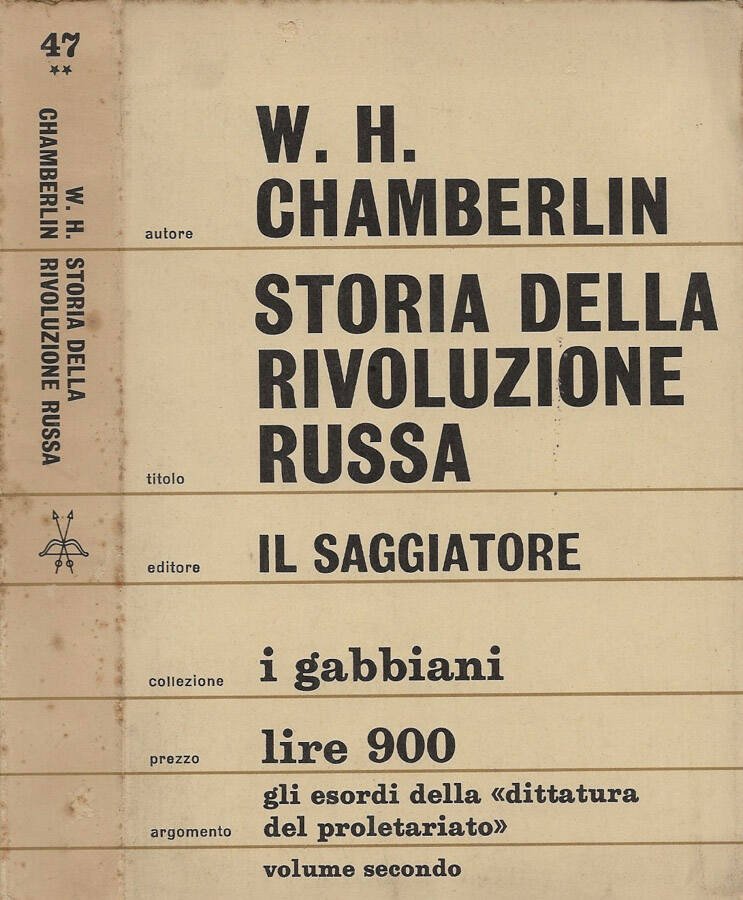 47
**
W. H.
CHAMBERLIN
STORIA DELLA
RIVOLUZIONE RUSSA
autore
W. H.
CHAMBERLIN
titolo
STORIA DELLA
RIVOLUZIONE
RUSSA
editore
IL SAGGIATORE
collezione
i gabbiani
prezzo
lire 900
argomento
gli esordi della «dittatura
del proletariato»
volume secondo